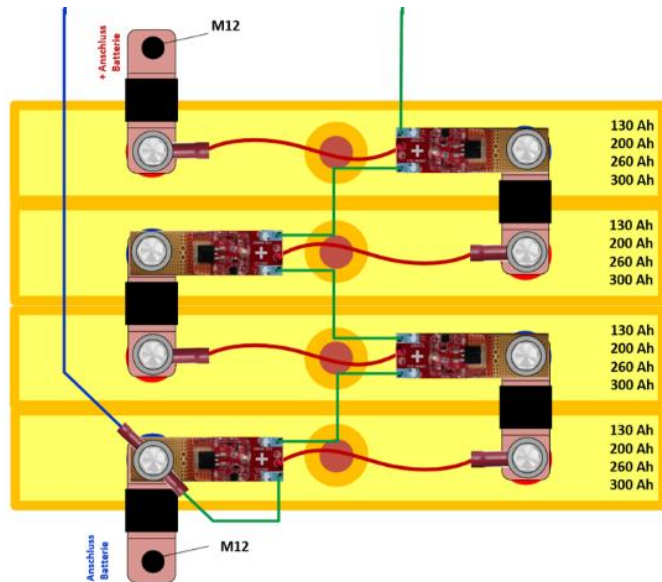 M12
+ Anschluss
Batterie
130 Ah
200 Ah
260 Ah
300 Ah
+
130 Ah
200 Ah
260 Ah
300 Ah
+
130 Ah
200 Ah
260 Ah
300 Ah
+
130 Ah
200 Ah
260 Ah
300 Ah
+
M12
Anschluss
Batterie